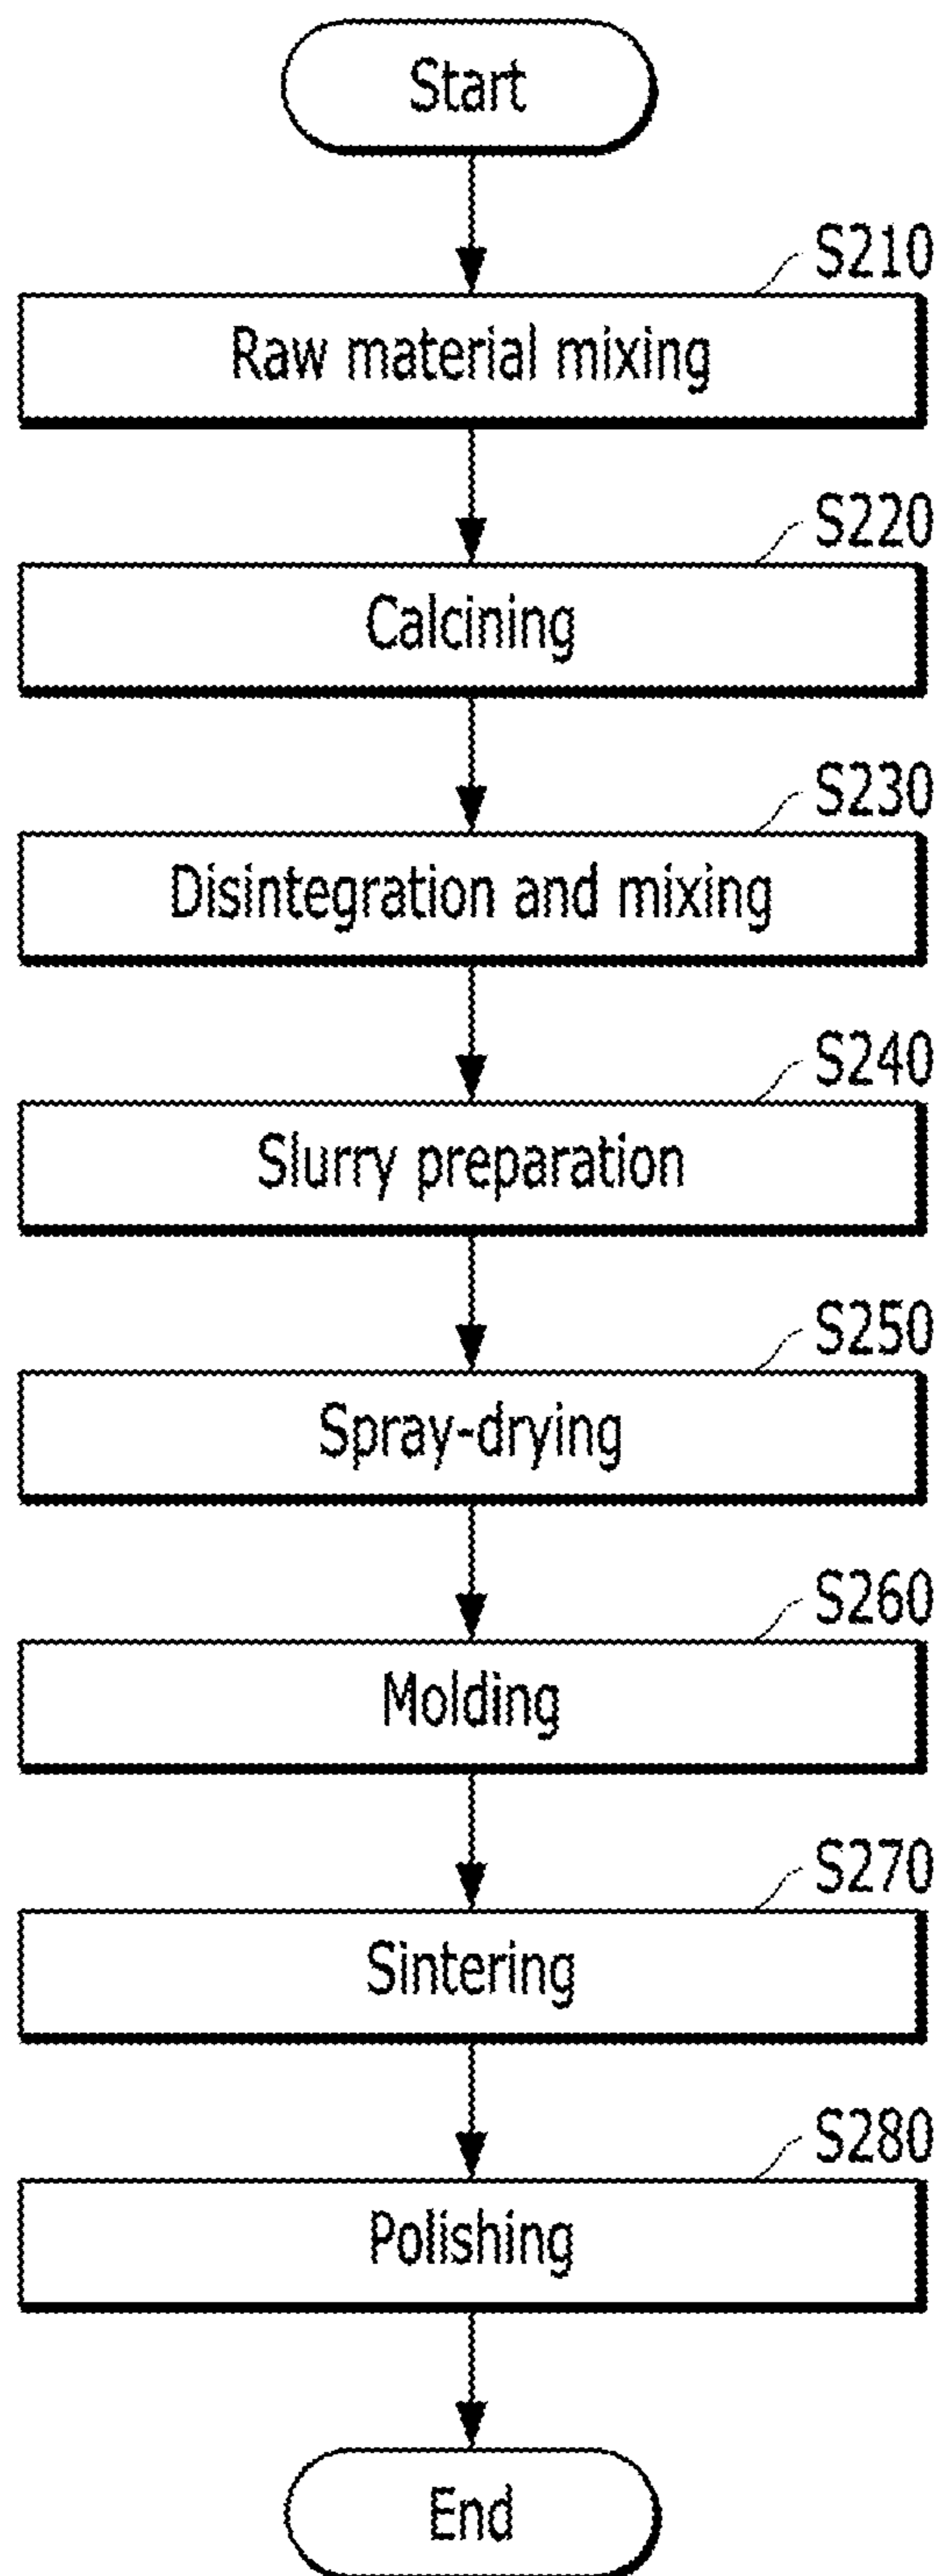 Start
S210
Raw material mixing
S220
Calcining
S230
Disintegration and mixing
S240
Slurry preparation
S250
Spray-drying
S260
Molding
S270
Sintering
S280
Polishing
End